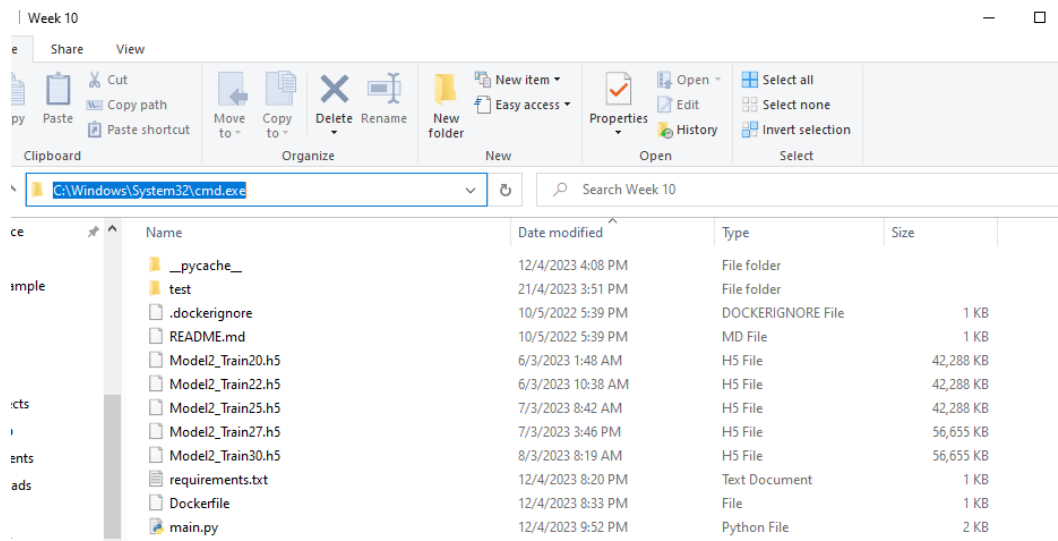 Week 10
e Share View
Cut
Copy path
Paste shortcut
py Paste
Clipboard
Move to
Copy to
Delete
Rename
Organize
New folder
New item
Easy access
New
Properties
Open
Edit
History
Open
Select all
Select none
Invert selection
Select
C:\Windows\System32\cmd.exe
Search Week 10
ce
ample
cts
ents
ads
Name Date modified Type Size
__pycache__ 12/4/2023 4:08 PM File folder
test 21/4/2023 3:51 PM File folder
.dockerignore 10/5/2022 5:39 PM DOCKERIGNORE File 1 KB
README.md 10/5/2022 5:39 PM MD File 1 KB
Model2_Train20.h5 6/3/2023 1:48 AM H5 File 42,288 KB
Model2_Train22.h5 6/3/2023 10:38 AM H5 File 42,288 KB
Model2_Train25.h5 7/3/2023 8:42 AM H5 File 42,288 KB
Model2_Train27.h5 7/3/2023 3:46 PM H5 File 56,655 KB
Model2_Train30.h5 8/3/2023 8:19 AM H5 File 56,655 KB
requirements.txt 12/4/2023 8:20 PM Text Document 1 KB
Dockerfile 12/4/2023 8:33 PM File 1 KB
main.py 12/4/2023 9:52 PM Python File 2 KB